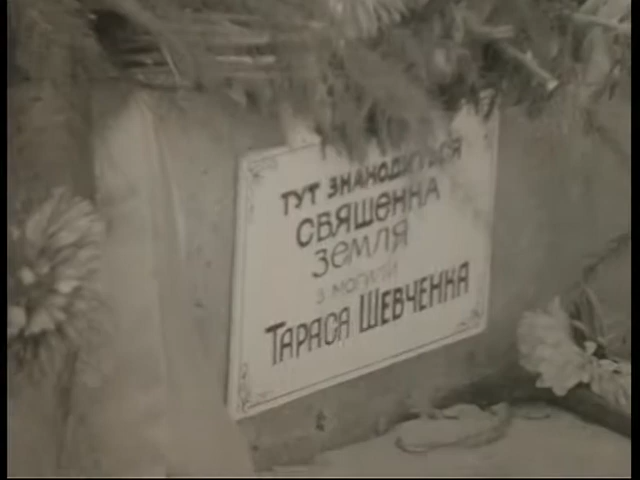 ТУТ ЗНАХОДИТЬСЯ
СВЯЩЕННА
ЗЕМЛЯ
З МОГИЛИ
ТАРАСА ШЕВЧЕНКА